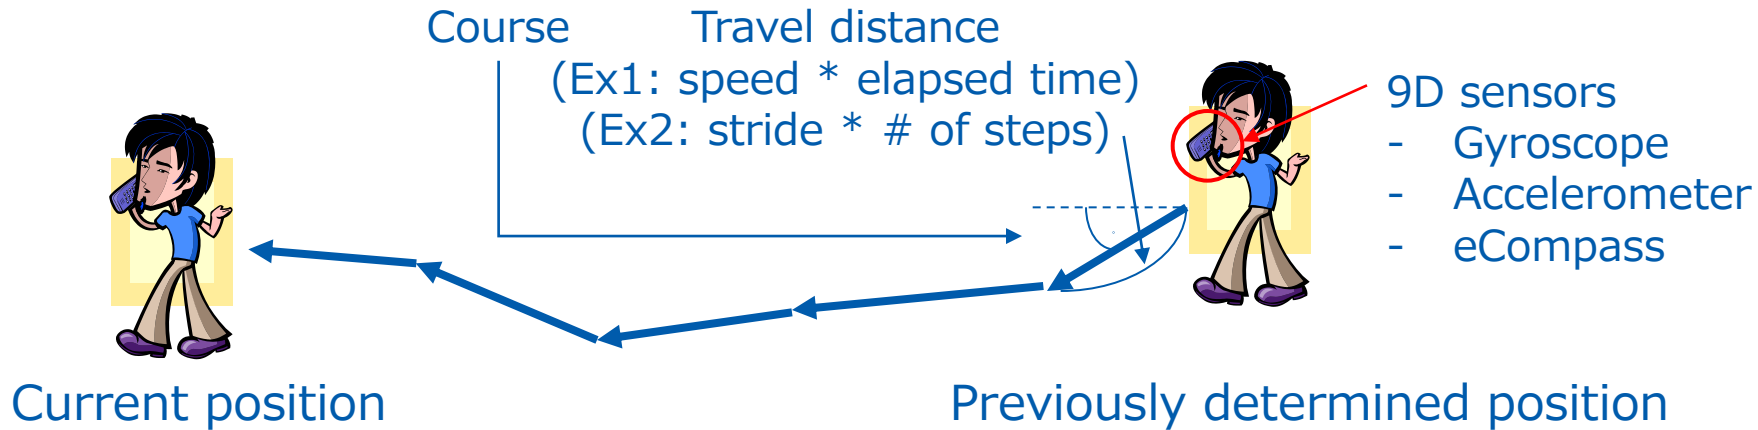 Course
Travel distance
(Ex1: speed * elapsed time)
(Ex2: stride * # of steps)
9D sensors
- Gyroscope
- Accelerometer
- eCompass
Current position
Previously determined position